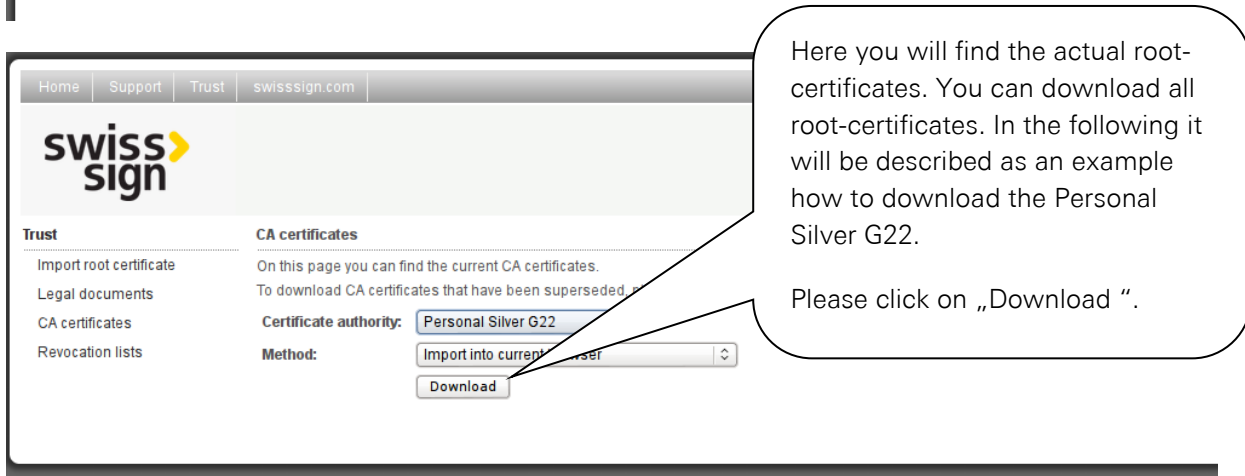 Home Support Trust swisssign.com
swiss
sign
Trust
Import root certificate
Legal documents
CA certificates
Revocation lists
CA certificates
On this page you can find the current CA certificates.
To download CA certificates that have been superseded,
Certificate authority: Personal Silver G22
Method: Import into current
Download
Here you will find the actual root-
certificates. You can download all
root-certificates. In the following it
will be described as an example
how to download the Personal
Silver G22.
Please click on „Download “.